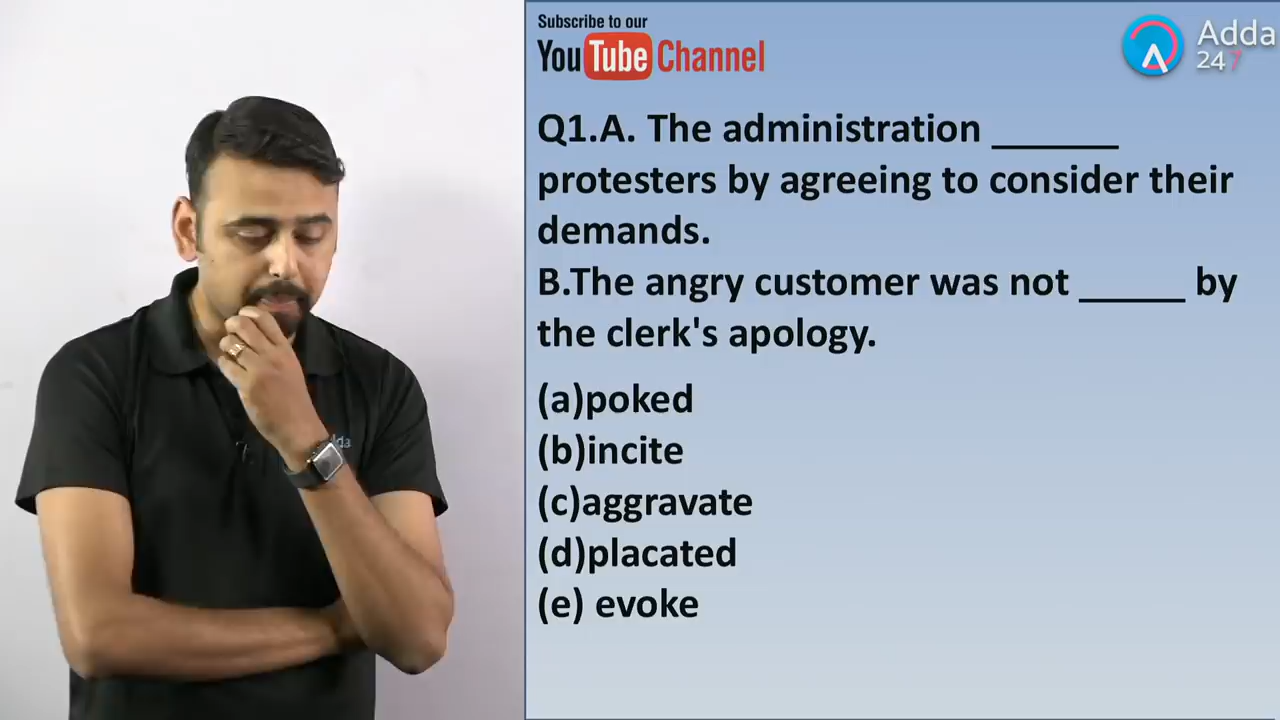 Subscribe to our
YouTube Channel
Adda
247
Q1.A. The administration ______
protesters by agreeing to consider their
demands.
B.The angry customer was not _____ by
the clerk's apology.
(a)poked
(b)incite
(c)aggravate
(d)placated
(e) evoke